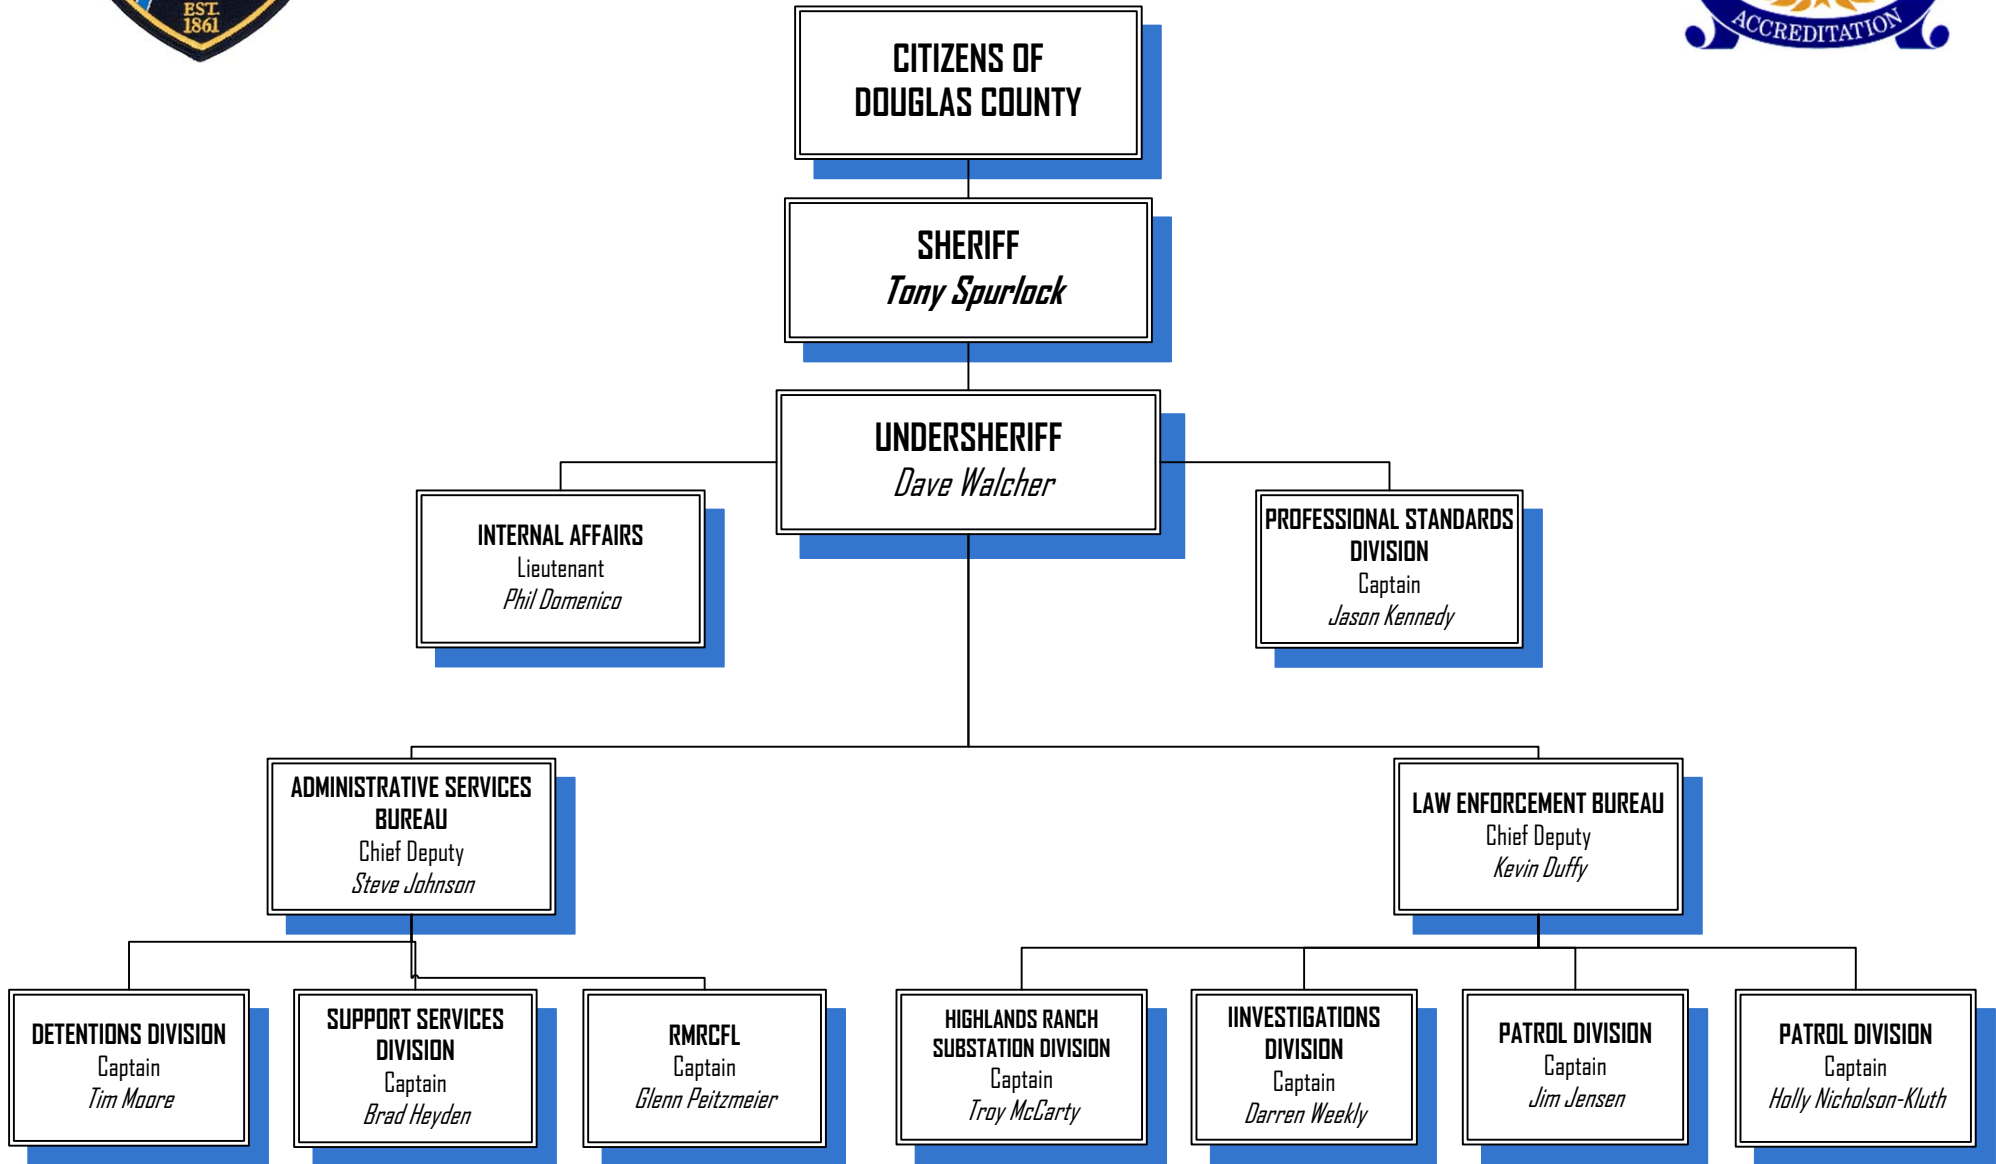 EST.
1861
ACCREDITATION
CITIZENS OF
DOUGLAS COUNTY
SHERIFF
Tony Spurlock
UNDERSHERIFF
Dave Walcher
INTERNAL AFFAIRS
Lieutenant
Phil Domenico
PROFESSIONAL STANDARDS
DIVISION
Captain
Jason Kennedy
ADMINISTRATIVE SERVICES
BUREAU
Chief Deputy
Steve Johnson
LAW ENFORCEMENT BUREAU
Chief Deputy
Kevin Duffy
DETENTIONS DIVISION
Captain
Tim Moore
SUPPORT SERVICES
DIVISION
Captain
Brad Heyden
RMRCFL
Captain
Glenn Peitzmeier
HIGHLANDS RANCH
SUBSTATION DIVISION
Captain
Troy McCarty
IINVESTIGATIONS
DIVISION
Captain
Darren Weekly
PATROL DIVISION
Captain
Jim Jensen
PATROL DIVISION
Captain
Holly Nicholson-Kluth